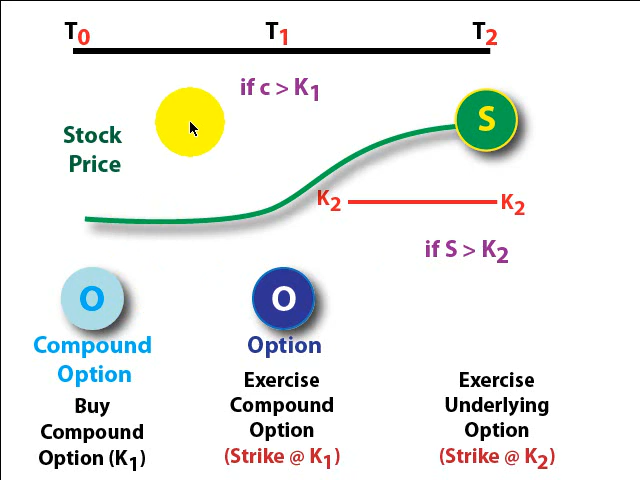 T0 T1 T2
if c > K1
S
Stock
Price
K2 K2
if S > K2
O O
Compound
Option
Option
Buy
Compound
Option (K1)
Exercise
Compound
Option
(Strike @ K1)
Exercise
Underlying
Option
(Strike @ K2)